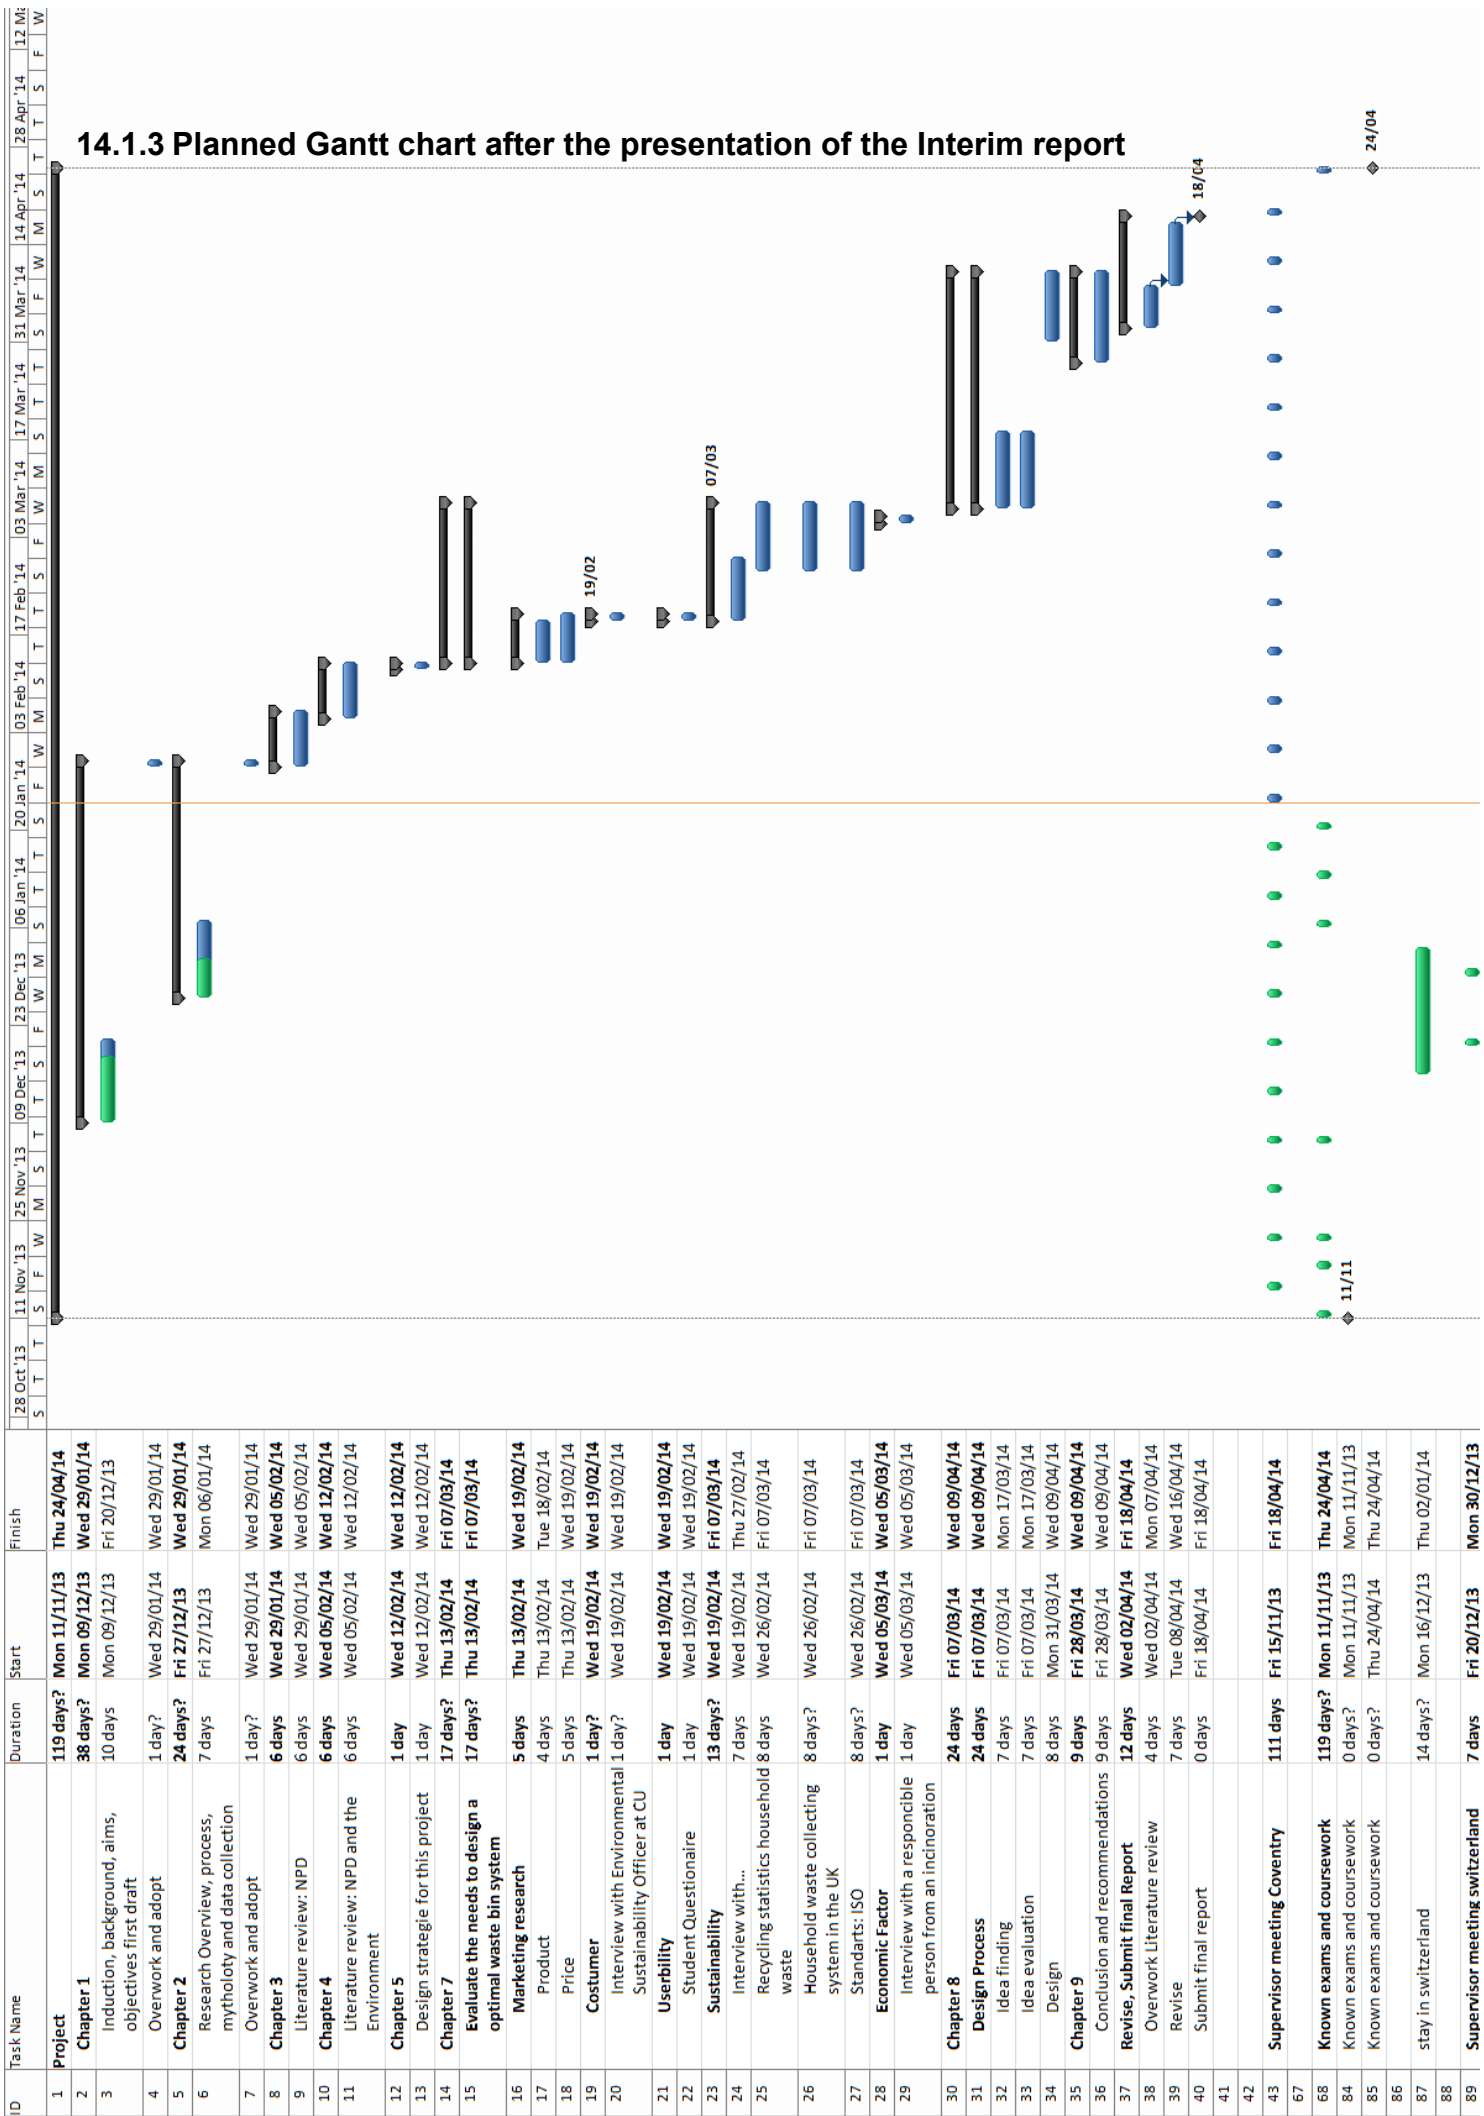 14.1.3 Planned Gantt chart after the presentation of the Interim report
ID Task Name Duration Start Finish
28 Oct '13 11 Nov '13 25 Nov '13 09 Dec '13 23 Dec '13 06 Jan '14 20 Jan '14 03 Feb '14 17 Feb '14 03 Mar '14 17 Mar '14 31 Mar '14 14 Apr '14 28 Apr '14 12 Ma
S T T S F W M S T T S F W M S T T S F W M S T T S F W M S T T S F W M S T T S F W
1 Project 119 days? Mon 11/11/13 Thu 24/04/14
2 Chapter 1 38 days? Mon 09/12/13 Wed 29/01/14
3 Induction, background, aims, 10 days Mon 09/12/13 Fri 20/12/13
objectives first draft
4 Overwork and adopt 1 day? Wed 29/01/14 Wed 29/01/14
5 Chapter 2 24 days? Fri 27/12/13 Wed 29/01/14
6 Research Overview, process, 7 days Fri 27/12/13 Mon 06/01/14
mytholoty and data collection
7 Overwork and adopt 1 day? Wed 29/01/14 Wed 29/01/14
8 Chapter 3 6 days Wed 29/01/14 Wed 05/02/14
9 Literature review: NPD 6 days Wed 29/01/14 Wed 05/02/14
10 Chapter 4 6 days Wed 05/02/14 Wed 12/02/14
11 Literature review: NPD and the 6 days Wed 05/02/14 Wed 12/02/14
Environment
12 Chapter 5 1 day Wed 12/02/14 Wed 12/02/14
13 Design strategie for this project 1 day Wed 12/02/14 Wed 12/02/14
14 Chapter 7 17 days? Thu 13/02/14 Fri 07/03/14
15 Evaluate the needs to design a 17 days? Thu 13/02/14 Fri 07/03/14
optimal waste bin system
16 Marketing research 5 days Thu 13/02/14 Wed 19/02/14
17 Product 4 days Thu 13/02/14 Tue 18/02/14
18 Price 5 days Thu 13/02/14 Wed 19/02/14
19 Costumer 1 day? Wed 19/02/14 Wed 19/02/14 19/02
20 Interview with Environmental 1 day? Wed 19/02/14 Wed 19/02/14
Sustainability Officer at CU
21 Userbility 1 day Wed 19/02/14 Wed 19/02/14
22 Student Questionaire 1 day Wed 19/02/14 Wed 19/02/14
23 Sustainability 13 days? Wed 19/02/14 Fri 07/03/14 07/03
24 Interview with... 7 days Wed 19/02/14 Thu 27/02/14
25 Recycling statistics household 8 days Wed 26/02/14 Fri 07/03/14
waste
26 Household waste collecting 8 days? Wed 26/02/14 Fri 07/03/14
system in the UK
27 Standarts: ISO 8 days? Wed 26/02/14 Fri 07/03/14
28 Economic Factor 1 day Wed 05/03/14 Wed 05/03/14
29 Interview with a responcible 1 day Wed 05/03/14 Wed 05/03/14
person from an incinoration
30 Chapter 8 24 days Fri 07/03/14 Wed 09/04/14
31 Design Process 24 days Fri 07/03/14 Wed 09/04/14
32 Idea finding 7 days Fri 07/03/14 Mon 17/03/14
33 Idea evaluation 7 days Fri 07/03/14 Mon 17/03/14
34 Design 8 days Mon 31/03/14 Wed 09/04/14
35 Chapter 9 9 days Fri 28/03/14 Wed 09/04/14
36 Conclusion and recommendations 9 days Fri 28/03/14 Wed 09/04/14
37 Revise, Submit final Report 12 days Wed 02/04/14 Fri 18/04/14
38 Overwork Literature review 4 days Wed 02/04/14 Mon 07/04/14
39 Revise 7 days Tue 08/04/14 Wed 16/04/14
40 Submit final report 0 days Fri 18/04/14 Fri 18/04/14 18/04
41
42
43 Supervisor meeting Coventry 111 days Fri 15/11/13 Fri 18/04/14
67
68 Known exams and coursework 119 days? Mon 11/11/13 Thu 24/04/14
84 Known exams and coursework 0 days? Mon 11/11/13 Mon 11/11/13 11/11
85 Known exams and coursework 0 days? Thu 24/04/14 Thu 24/04/14 24/04
86
87 stay in switzerland 14 days? Mon 16/12/13 Thu 02/01/14
88
89 Supervisor meeting switzerland 7 days Fri 20/12/13 Mon 30/12/13